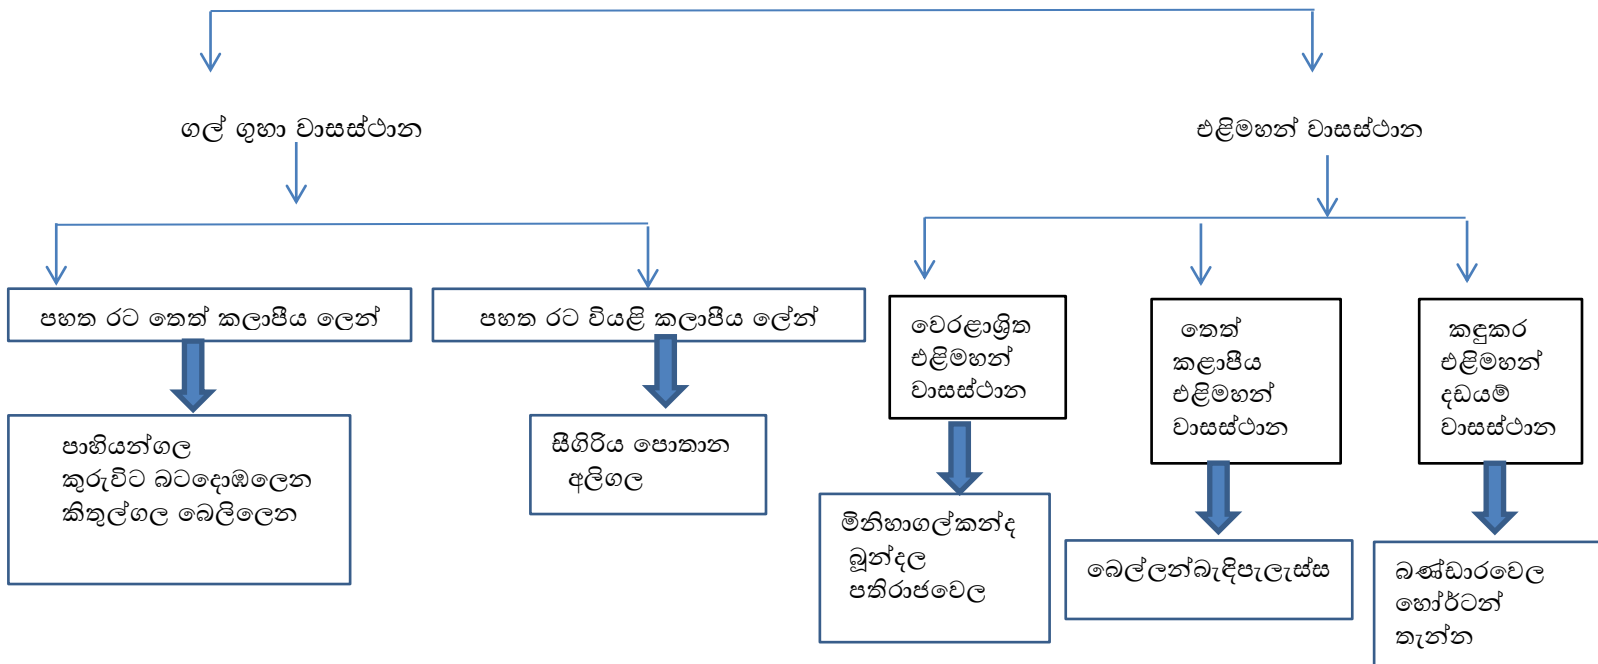 ගල් ගුහා වාසස්ථාන
එළිමහන් වාසස්ථාන
පහත රට තෙත් කලාපීය ලෙන්
පහත රට වියළි කලාපීය ලේන්
වෙරළාශ්‍රිත
එළිමහන්
වාසස්ථාන
තෙත්
කළාපීය
එළිමහන්
වාසස්ථාන
කඳුකර
එළිමහන්
දඩයම්
වාසස්ථාන
පාහියන්ගල
කුරුවිට බටදොඹලෙන
කිතුල්ගල බෙලිලෙන
සීගිරිය පොතාන
අලිගල
මිනිහාගල්කන්ද
බූන්දල
පතිරාජවෙල
බෙල්ලන්බැඳිපැලැස්ස
බණ්ඩාරවෙල
හෝර්ටන්
තැන්න